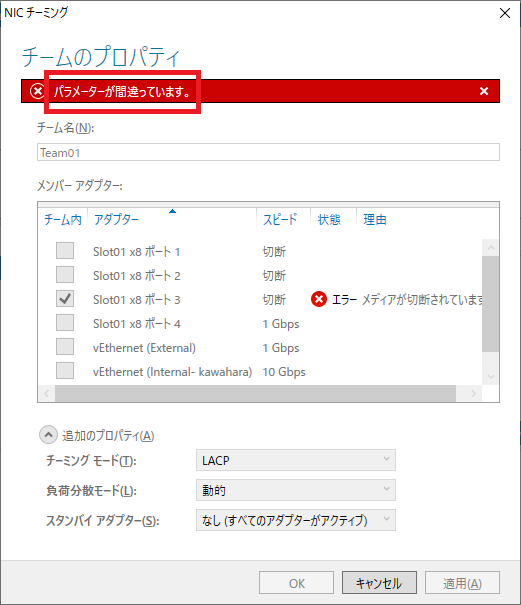 NIC チーミング
チームのプロパティ
パラメーターが間違っています。
チーム名(N):
Team01
メンバー アダプター:
チーム内 アダプター スピード 状態 理由
Slot01 x8 ポート 1 切断
Slot01 x8 ポート 2 切断
Slot01 x8 ポート 3 切断 エラー メディアが切断されています
Slot01 x8 ポート 4 1 Gbps
vEthernet (External) 1 Gbps
vEthernet (Internal- kawahara) 10 Gbps
追加のプロパティ(A)
チーミング モード(T): LACP
負荷分散モード(L): 動的
スタンバイ アダプター(S): なし (すべてのアダプターがアクティブ)
OK キャンセル 適用(A)